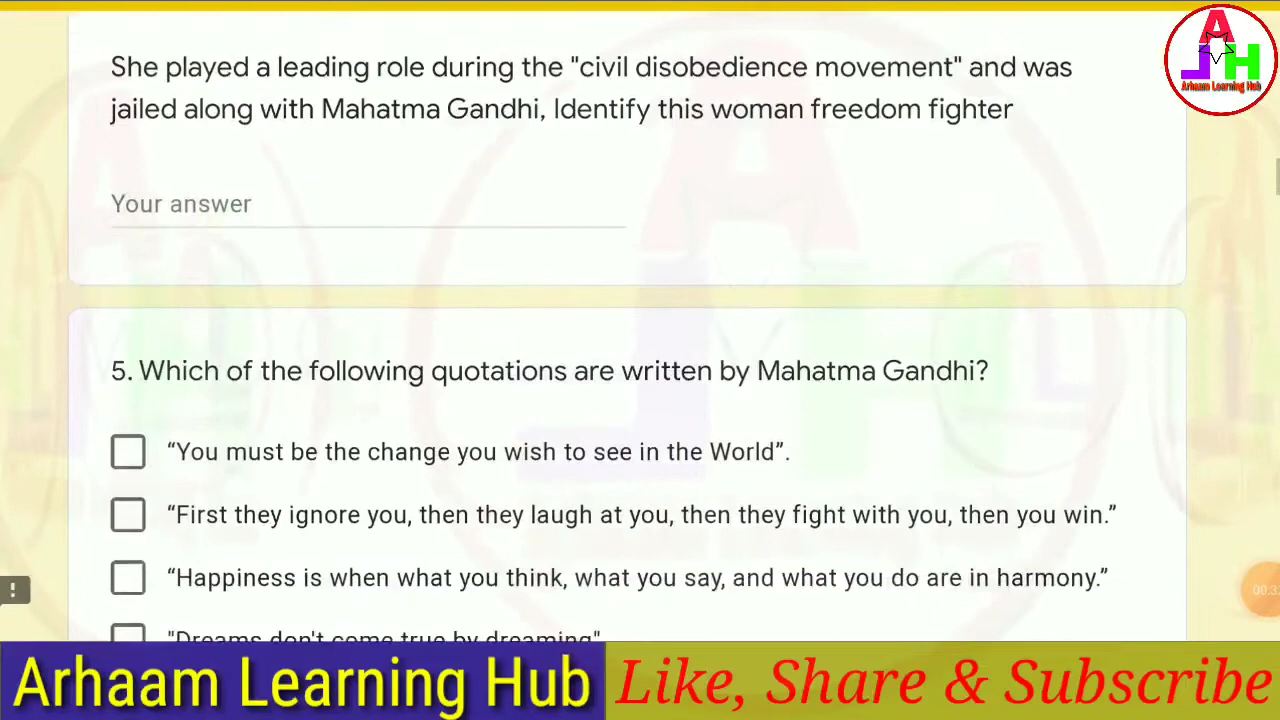 She played a leading role during the "civil disobedience movement" and was
jailed along with Mahatma Gandhi, Identify this woman freedom fighter
Your answer
5. Which of the following quotations are written by Mahatma Gandhi?
“You must be the change you wish to see in the World”.
“First they ignore you, then they laugh at you, then they fight with you, then you win.”
“Happiness is when what you think, what you say, and what you do are in harmony.”
"Dreams don't come true by dreaming"
A
L H
Arhaam Learning Hub
Arhaam Learning Hub
Like, Share & Subscribe